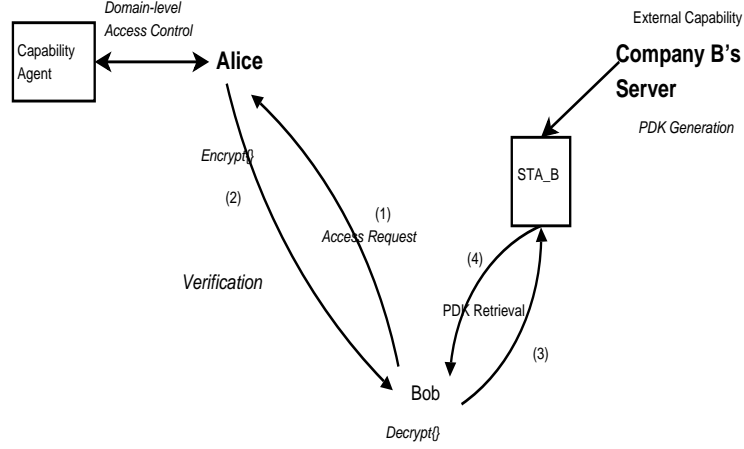 Domain-level
Access Control
Capability
Agent
Alice
External Capability
Company B's
Server
PDK Generation
STA_B
Encrypt{}
(2)
(1)
Access Request
Verification
(4)
PDK Retrieval
(3)
Bob
Decrypt{}